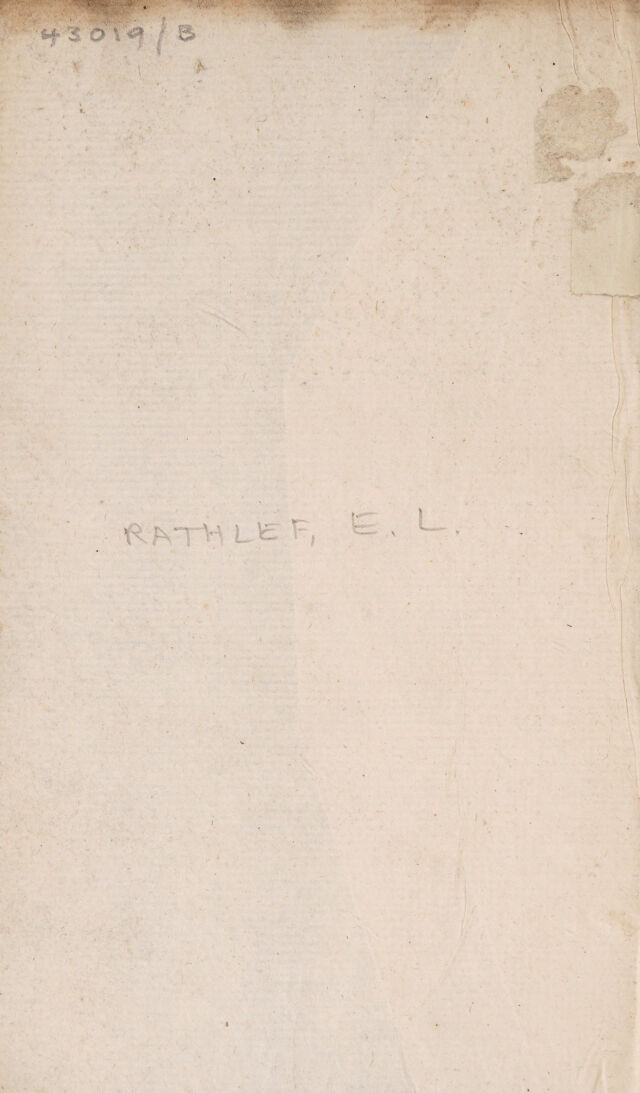 43019/B
RATHLEF, E. L.